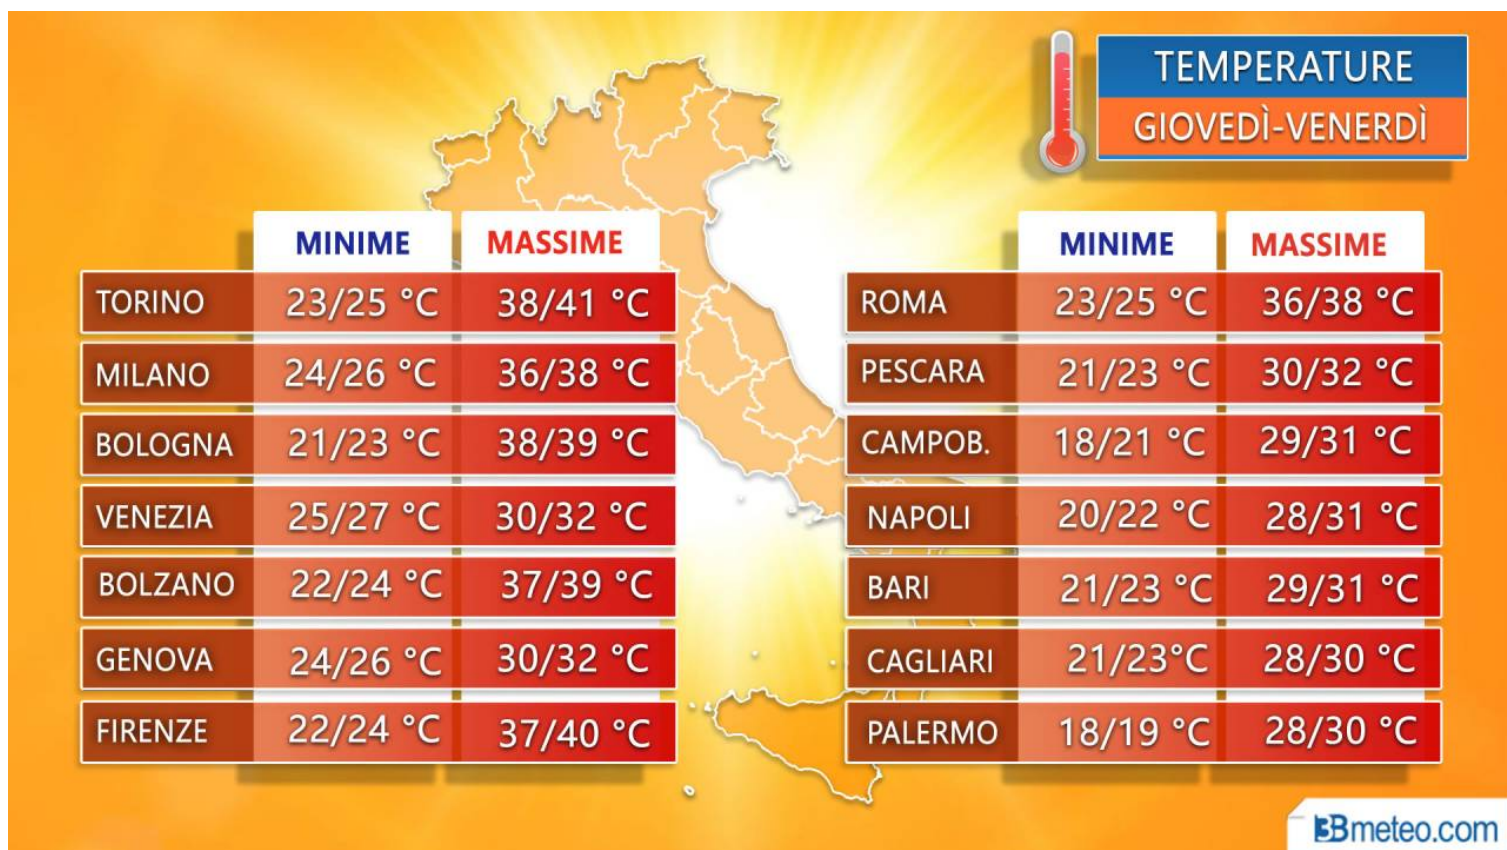 TEMPERATURE
GIOVEDÌ-VENERDÌ
MINIME MASSIME
TORINO 23/25 °C 38/41 °C
MILANO 24/26 °C 36/38 °C
BOLOGNA 21/23 °C 38/39 °C
VENEZIA 25/27 °C 30/32 °C
BOLZANO 22/24 °C 37/39 °C
GENOVA 24/26 °C 30/32 °C
FIRENZE 22/24 °C 37/40 °C
MINIME MASSIME
ROMA 23/25 °C 36/38 °C
PESCARA 21/23 °C 30/32 °C
CAMPOB. 18/21 °C 29/31 °C
NAPOLI 20/22 °C 28/31 °C
BARI 21/23 °C 29/31 °C
CAGLIARI 21/23°C 28/30 °C
PALERMO 18/19 °C 28/30 °C
3Bmeteo.com